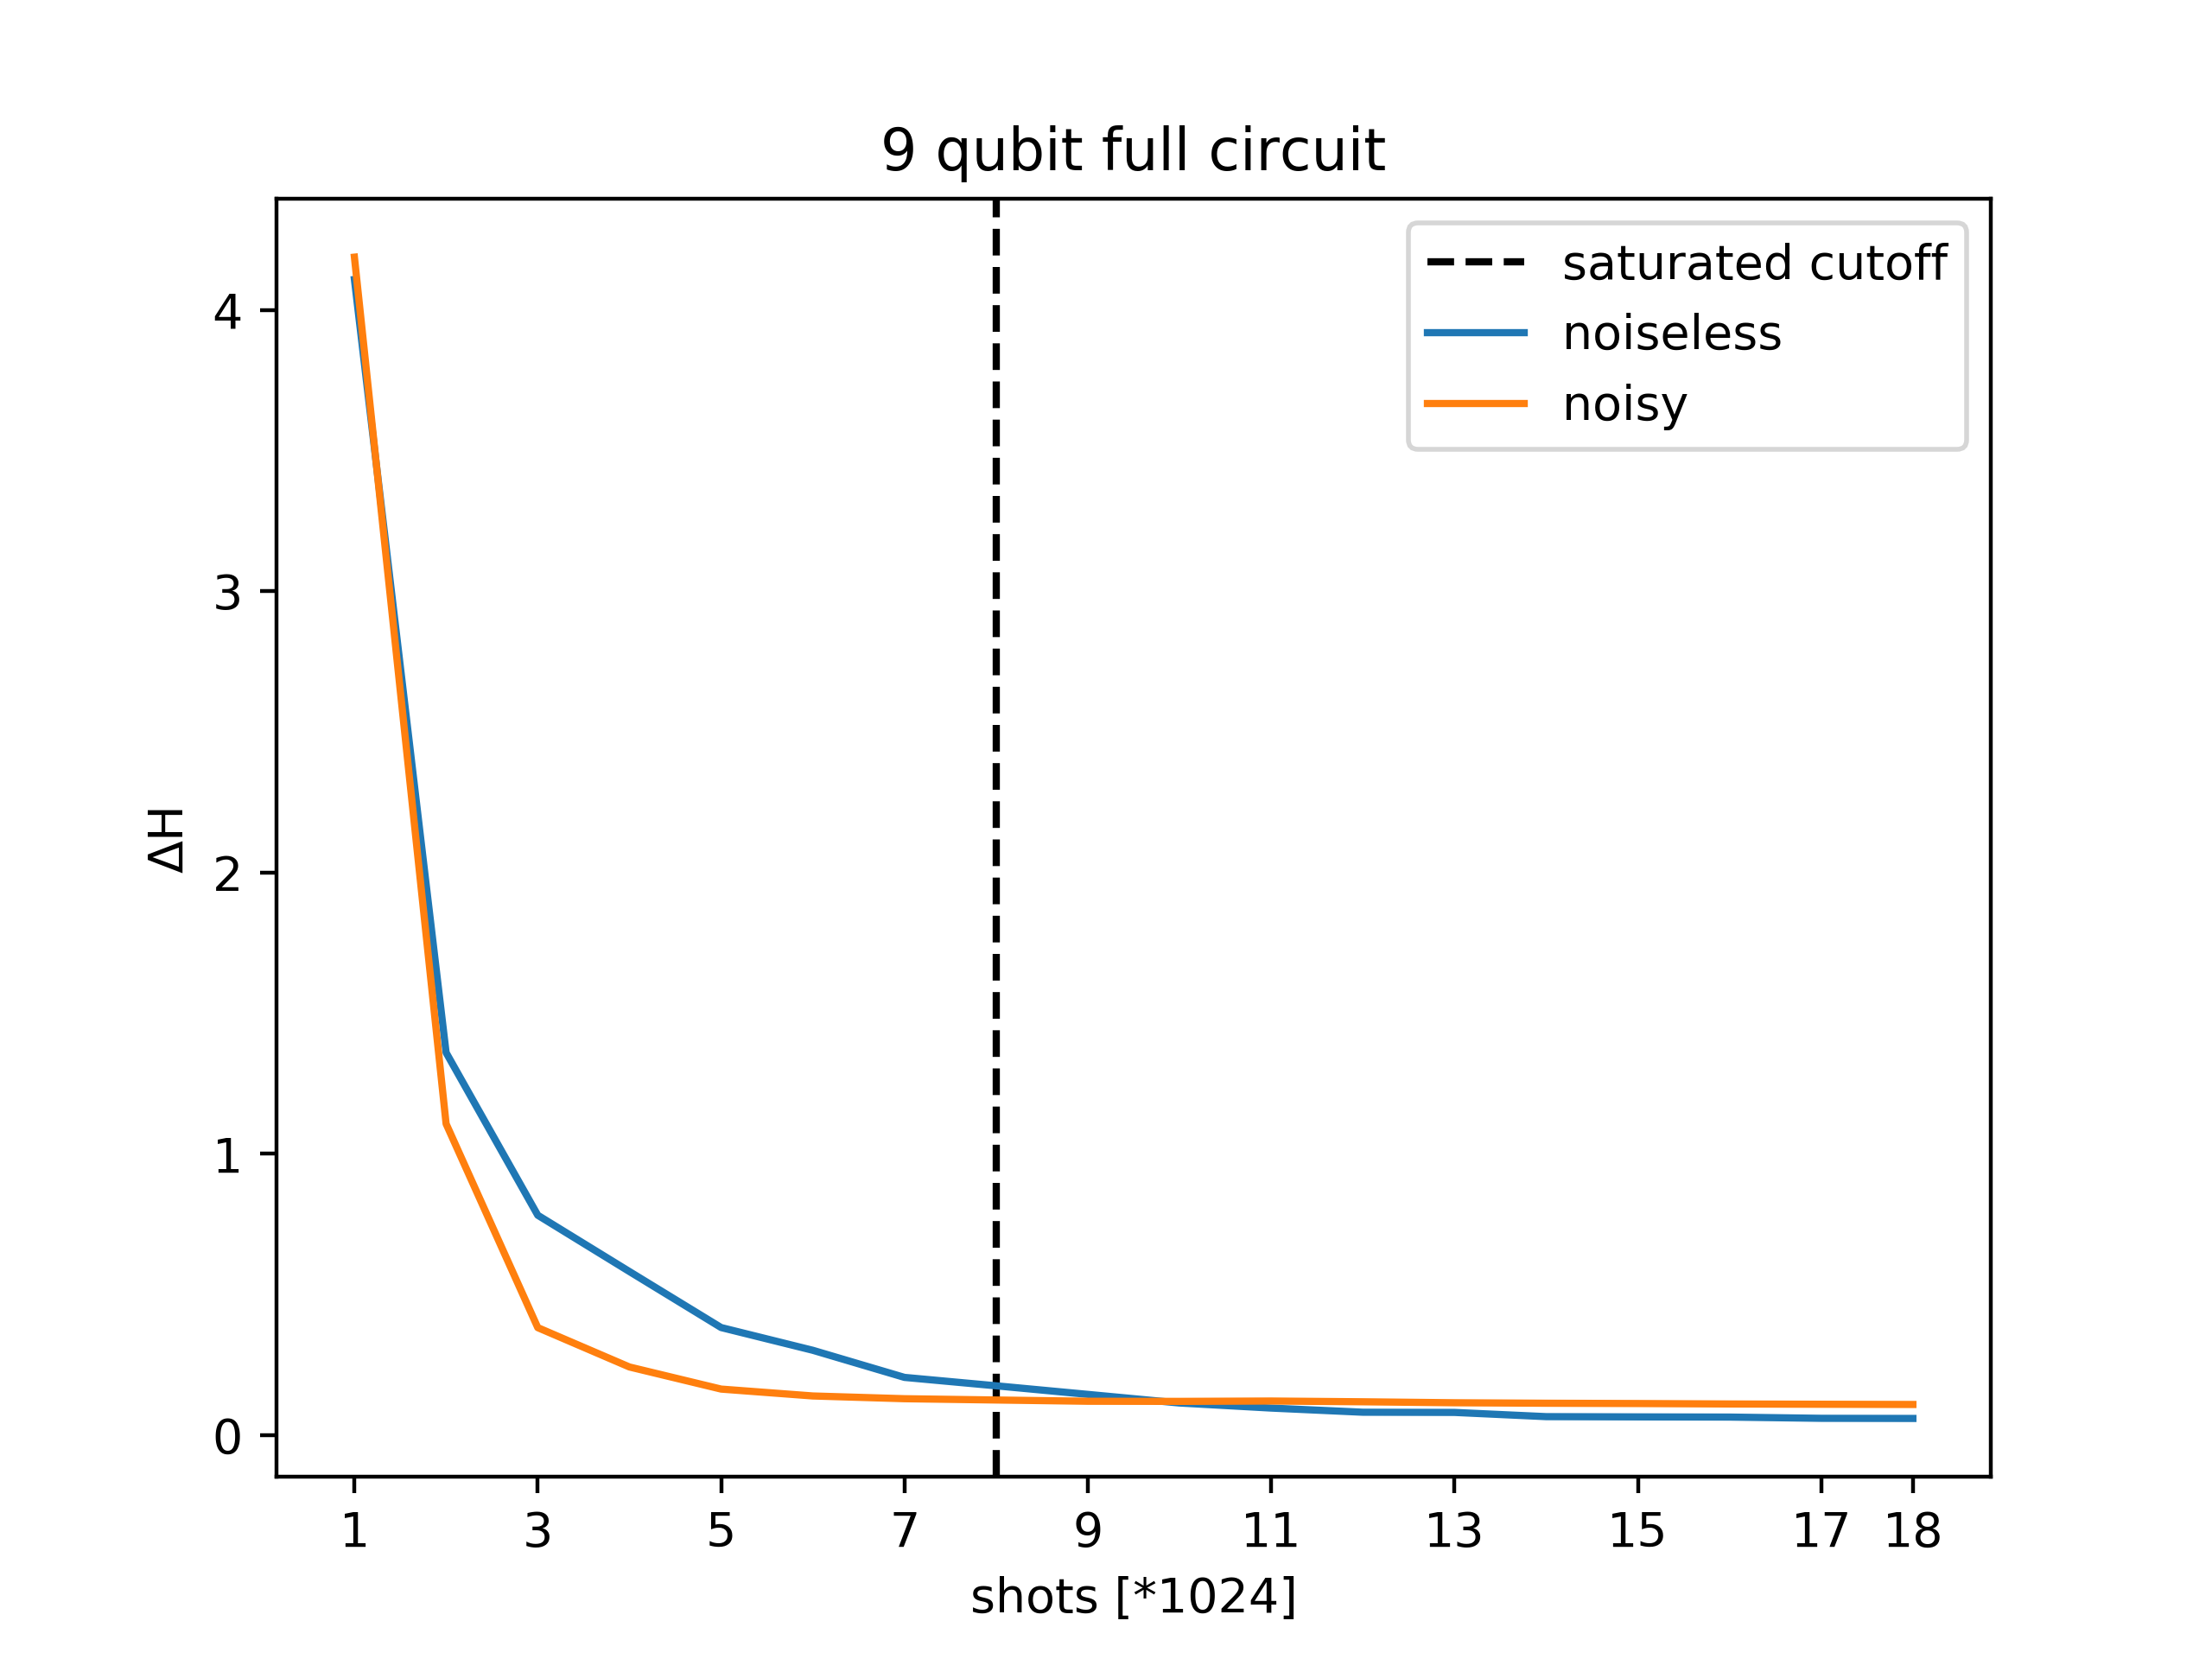 9 qubit full circuit
saturated cutoff
noiseless
noisy
4
3
2
1
0
ΔH
1 3 5 7 9 11 13 15 17 18
shots [*1024]